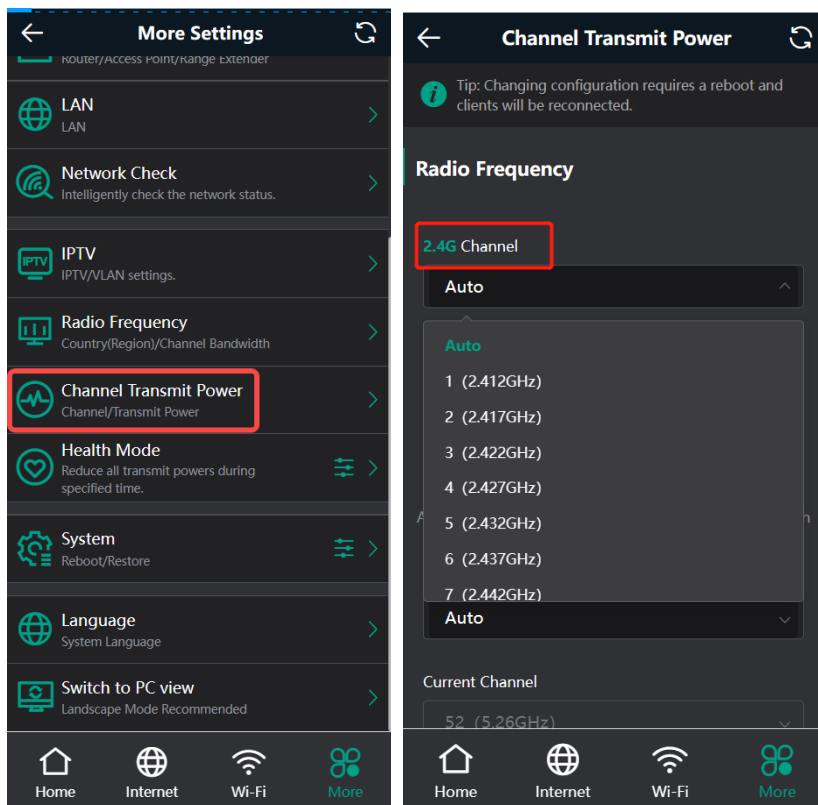 More Settings
Router/Access Point/Range Extender
LAN
LAN
Network Check
Intelligently check the network status.
IPTV
IPTV
IPTV/VLAN settings.
Radio Frequency
Country(Region)/Channel Bandwidth
Channel Transmit Power
Channel/Transmit Power
Health Mode
Reduce all transmit powers during
specified time.
System
Reboot/Restore
Language
System Language
Switch to PC view
Landscape Mode Recommended
Home Internet Wi-Fi More
Channel Transmit Power
Tip: Changing configuration requires a reboot and
clients will be reconnected.
Radio Frequency
2.4G Channel
Auto
Auto
1 (2.412GHz)
2 (2.417GHz)
3 (2.422GHz)
4 (2.427GHz)
5 (2.432GHz)
6 (2.437GHz)
7 (2.442GHz)
Auto
Current Channel
52 (5.26GHz)
Home Internet Wi-Fi More